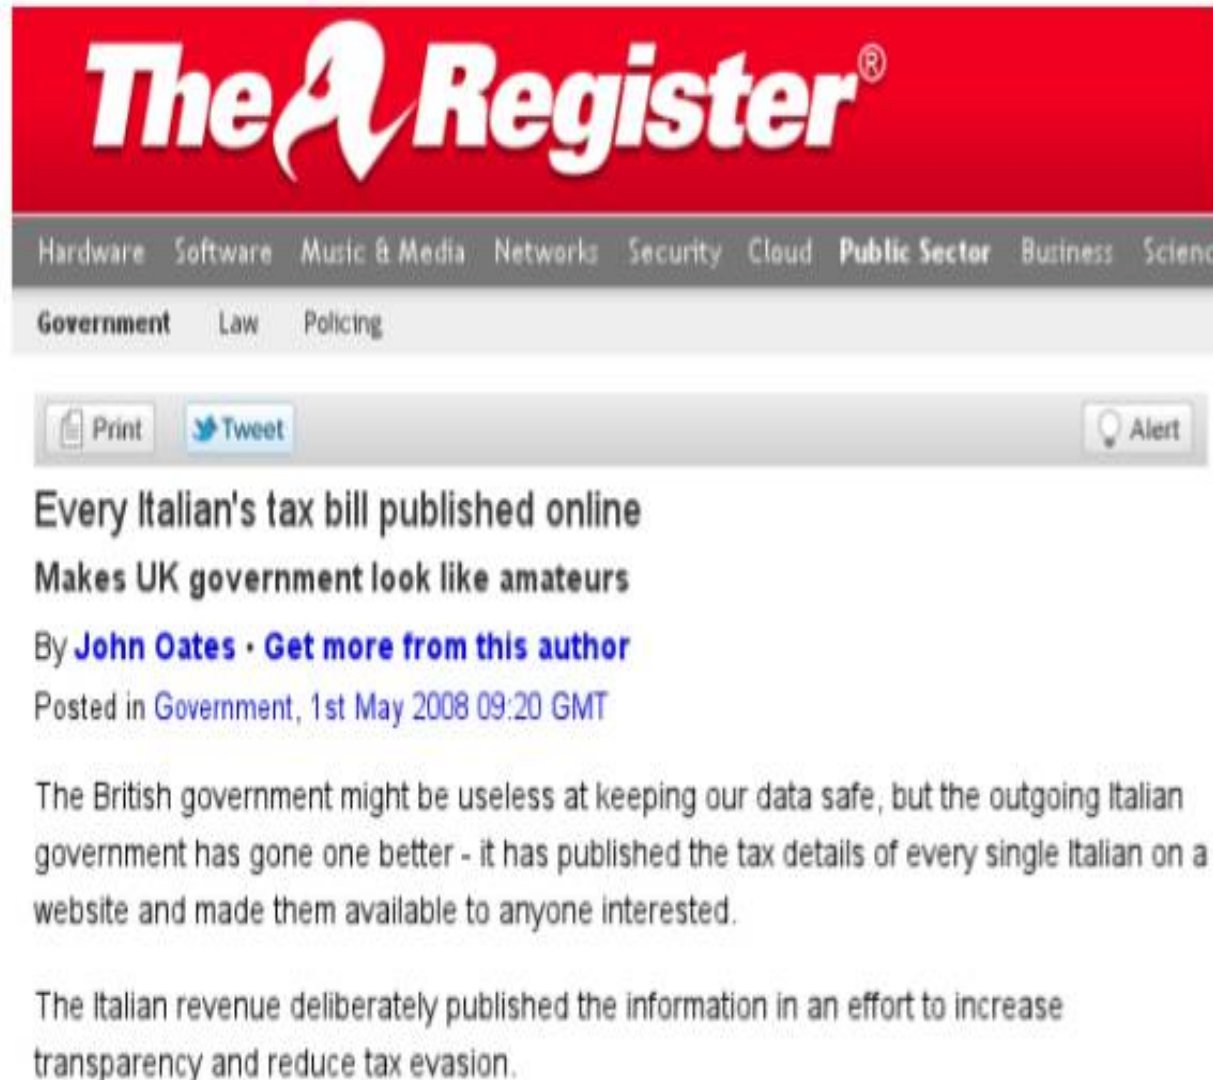 The Register®
Hardware Software Music & Media Networks Security Cloud Public Sector Business Scienc
Government Law Policing
Print Tweet Alert
Every Italian's tax bill published online
Makes UK government look like amateurs
By John Oates • Get more from this author
Posted in Government, 1st May 2008 09:20 GMT
The British government might be useless at keeping our data safe, but the outgoing Italian
government has gone one better - it has published the tax details of every single Italian on a
website and made them available to anyone interested.
The Italian revenue deliberately published the information in an effort to increase
transparency and reduce tax evasion.